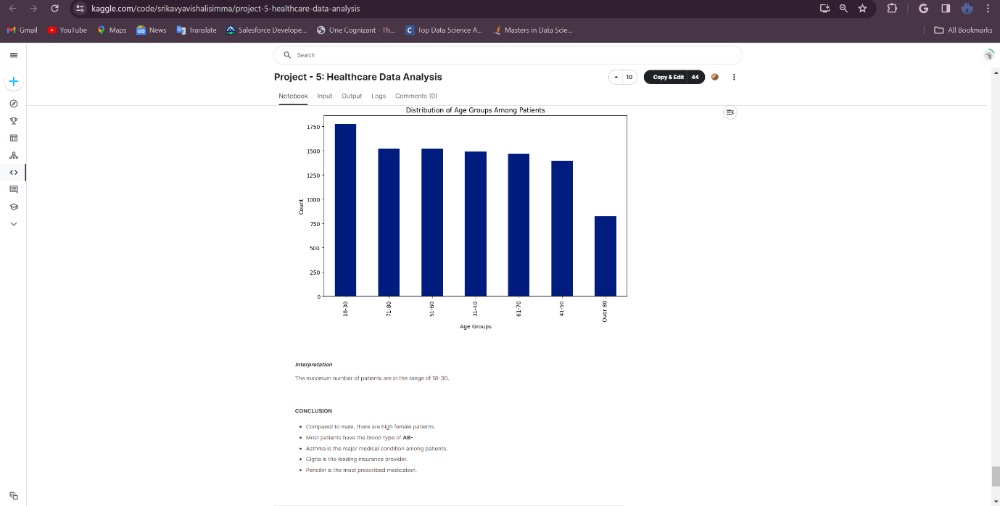 kaggle.com/code/srikavyavishalisimma/project-5-healthcare-data-analysis
Gmail YouTube Maps News Translate Salesforce Develope... One Cognizant - Th... Top Data Science A... Masters in Data Scie... All Bookmarks
Search
Project - 5: Healthcare Data Analysis
10
Copy & Edit 44
Notebook Input Output Logs Comments (0)
Distribution of Age Groups Among Patients
1750
1500
1250
1000
750
500
250
0
Count
18-30 71-80 51-60 31-40 61-70 41-50 Over 80
Age Groups
Interpretation
The maximum number of patients are in the range of 18-30.
CONCLUSION
• Compared to male, there are high female patients.
• Most patients have the blood type of AB-.
• Asthma is the major medical condition among patients.
• Cigna is the leading insurance provider.
• Pencilin is the most prescribed medication.